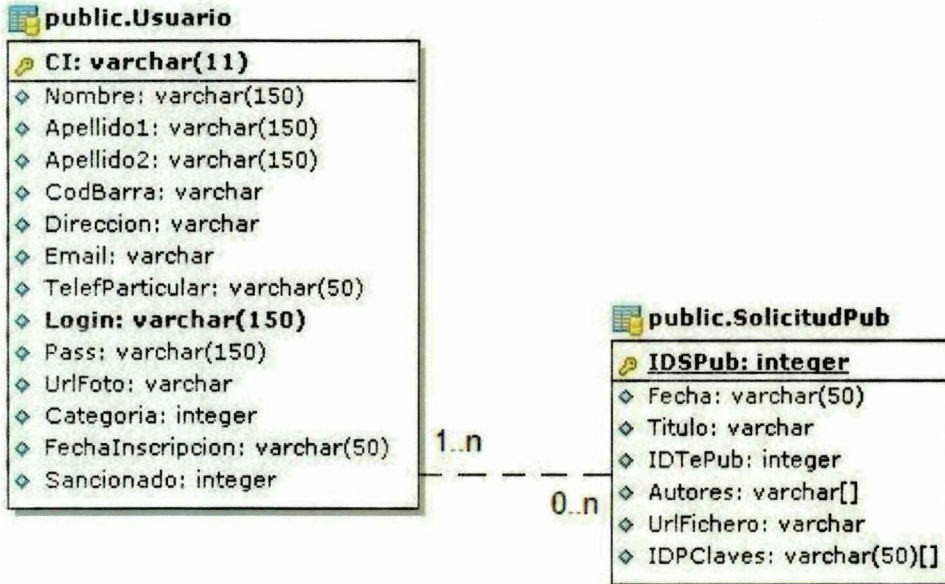 public.Usuario
CI: varchar(11)
Nombre: varchar(150)
Apellido1: varchar(150)
Apellido2: varchar(150)
CodBarra: varchar
Direccion: varchar
Email: varchar
TelefParticular: varchar(50)
Login: varchar(150)
Pass: varchar(150)
UrlFoto: varchar
Categoria: integer
FechaInscripcion: varchar(50)
Sancionado: integer
1..n
0..n
public.SolicitudPub
IDSPub: integer
Fecha: varchar(50)
Titulo: varchar
IDTePub: integer
Autores: varchar[]
UrlFichero: varchar
IDPClaves: varchar(50)[]